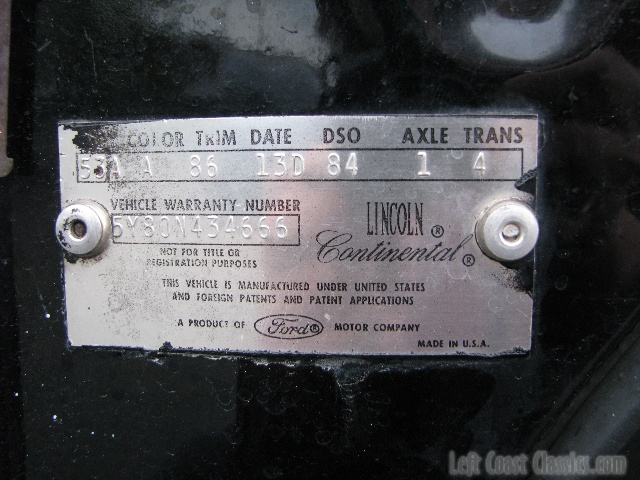 COLOR TRIM DATE DSO AXLE TRANS
53A A 86 13D 84 1 4
VEHICLE WARRANTY NUMBER
5Y80N434666
NOT FOR TITLE OR
REGISTRATION PURPOSES
LINCOLN ®
Continental ®
THIS VEHICLE IS MANUFACTURED UNDER UNITED STATES
AND FOREIGN PATENTS AND PATENT APPLICATIONS
A PRODUCT OF Ford® MOTOR COMPANY
MADE IN U.S.A.
Left Coast Classics.com